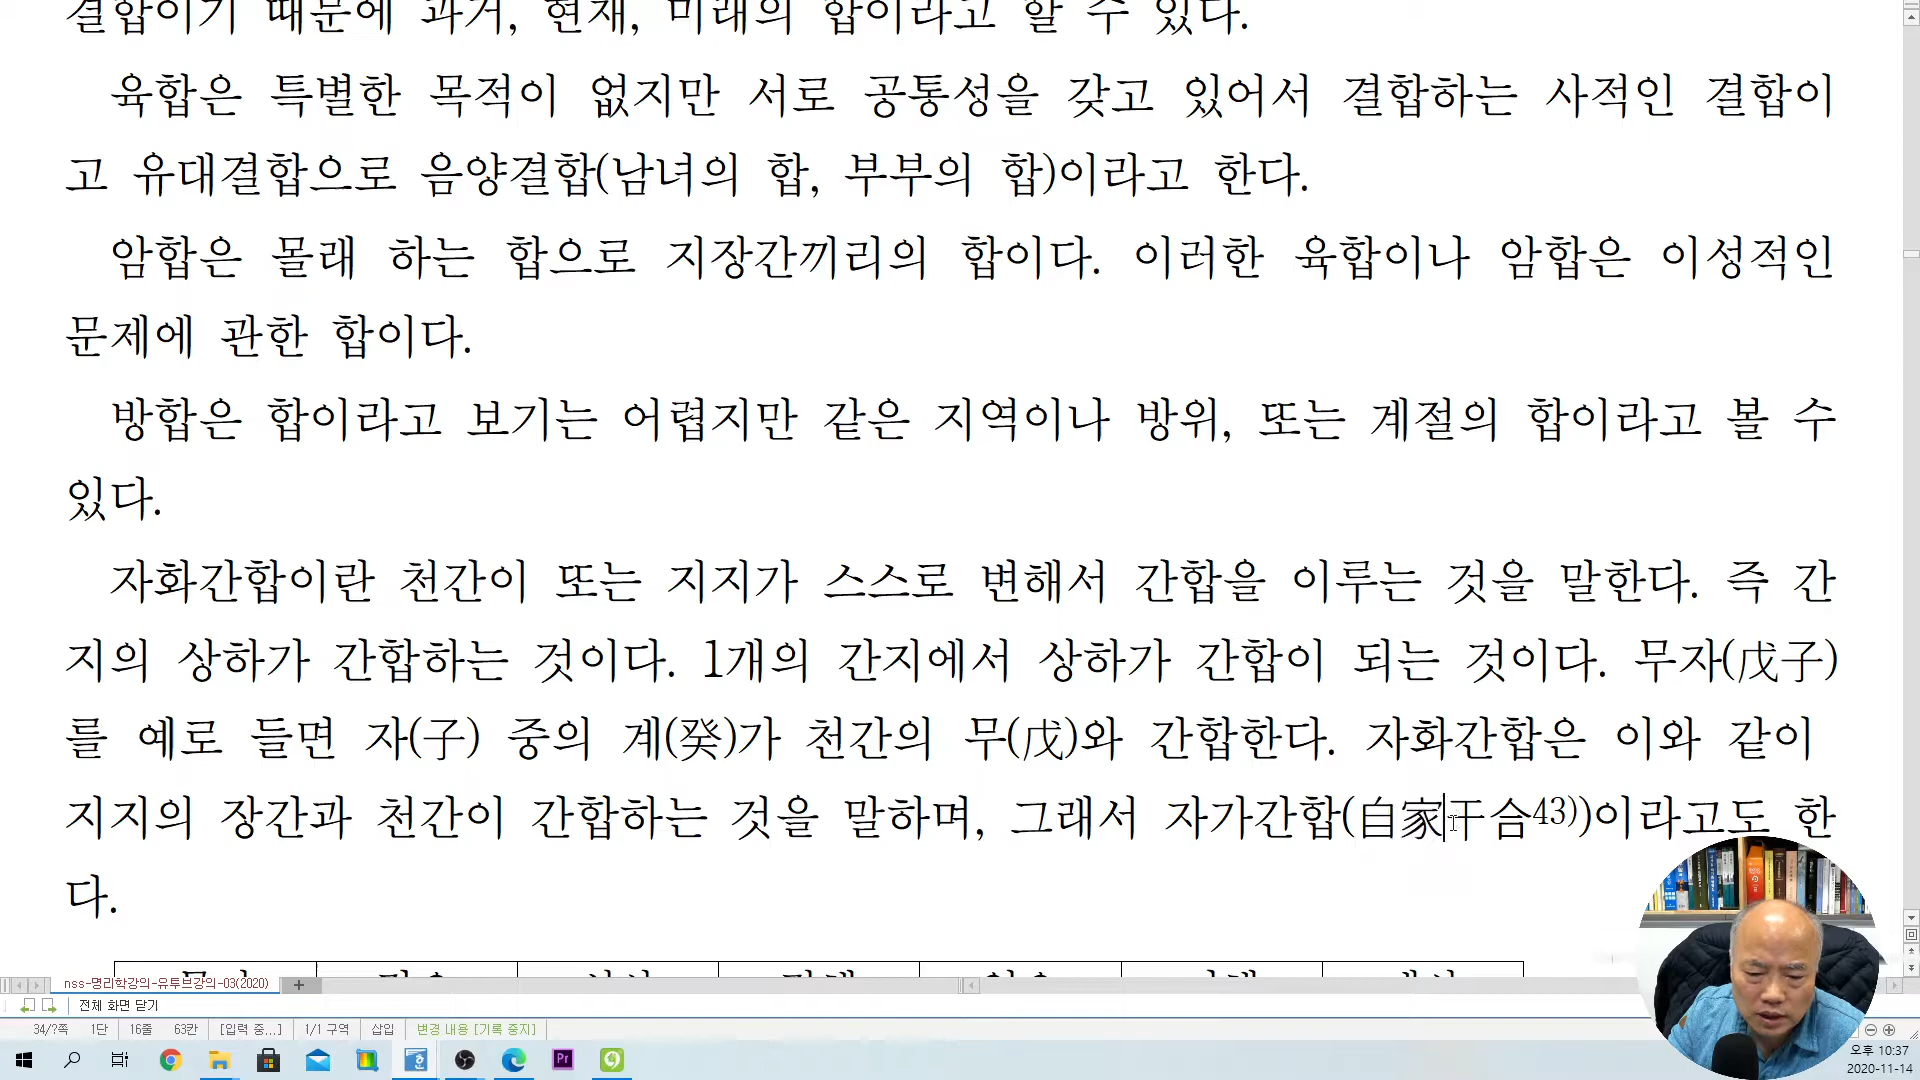 결합이기 때문에 과거, 현재, 미래의 합이라고 할 수 있다.
육합은 특별한 목적이 없지만 서로 공통성을 갖고 있어서 결합하는 사적인 결합이
고 유대결합으로 음양결합(남녀의 합, 부부의 합)이라고 한다.
암합은 몰래 하는 합으로 지장간끼리의 합이다. 이러한 육합이나 암합은 이성적인
문제에 관한 합이다.
방합은 합이라고 보기는 어렵지만 같은 지역이나 방위, 또는 계절의 합이라고 볼 수
있다.
자화간합이란 천간이 또는 지지가 스스로 변해서 간합을 이루는 것을 말한다. 즉 간
지의 상하가 간합하는 것이다. 1개의 간지에서 상하가 간합이 되는 것이다. 무자(戊子)
를 예로 들면 자(子) 중의 계(癸)가 천간의 무(戊)와 간합한다. 자화간합은 이와 같이
지지의 장간과 천간이 간합하는 것을 말하며, 그래서 자가간합(自家干合43))이라고도 한
다.
nss-명리학강의-유투브강의-03(2020)
전체 화면 닫기
34/?쪽 1단 16줄 63칸 [입력 중...] 1/1 구역 삽입 변경 내용 [기록 중지]
Pr
오후 10:37
2020-11-14